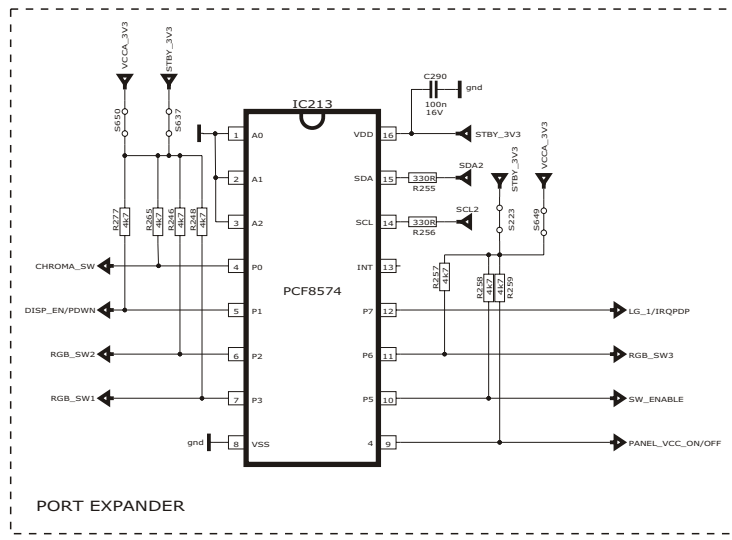 VCCA_3V3
STBY_3V3
S650
S637
IC213
C290
100n
16V
gnd
1 A0
VDD 16
STBY_3V3
STBY_3V3
VCCA_3V3
2 A1
SDA 15
330R
R255
SDA2
3 A2
SCL 14
330R
R256
SCL2
S223
S649
R277
4k7
R265
4k7
R246
4k7
R248
4k7
CHROMA_SW
4 P0
INT 13
R257
4k7
R258
4k7
R259
4k7
PCF8574
DISP_EN/PDWN
5 P1
P7 12
LG_1/IRQPDP
RGB_SW2
6 P2
P6 11
RGB_SW3
RGB_SW1
7 P3
P5 10
SW_ENABLE
gnd
8 VSS
4 9
PANEL_VCC_ON/OFF
PORT EXPANDER